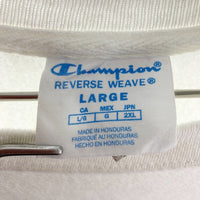 Champion
REVERSE WEAVE®
LARGE
CA MEX JPN
L/G G 2XL
MADE IN HONDURAS
FABRIQUÉ AU HONDURAS
HECHO EN HONDURAS